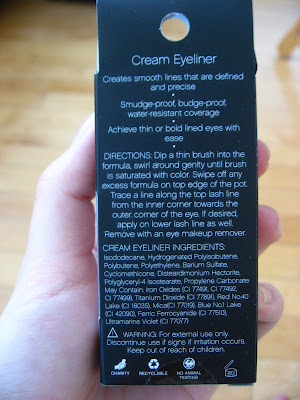 Cream Eyeliner
Creates smooth lines that are defined
and precise
•
Smudge-proof, budge-proof,
water-resistant coverage
•
Achieve thin or bold lined eyes with
ease
DIRECTIONS: Dip a thin brush into the
formula, swirl around gently until brush
is saturated with color. Swipe off any
excess formula on top edge of the pot.
Trace a line along the top lash line
from the inner corner towards the
outer corner of the eye. If desired,
apply on lower lash line as well.
Remove with an eye makeup remover.
CREAM EYELINER INGREDIENTS:
Isododecane, Hydrogenated Polyisobutene,
Polybutene, Polyethylene, Barium Sulfate,
Cyclomethicone, Disteardimonium Hectorite,
Polyglyceryl-4 Isostearate, Propylene Carbonate
May Contain: Iron Oxides (CI 77491, CI 77492,
CI 77499), Titanium Dioxide (CI 77891), Red No.40
Lake (CI 16035), Mica(CI 77019), Blue No.1 Lake
(CI 42090), Ferric Ferrocyanide (CI 77510),
Ultramarine Violet (CI 77077)
WARNING: For external use only.
Discontinue use if signs if irritation occurs.
Keep out of reach of children.
CHARITY RECYCLABLE NO ANIMAL
TESTING